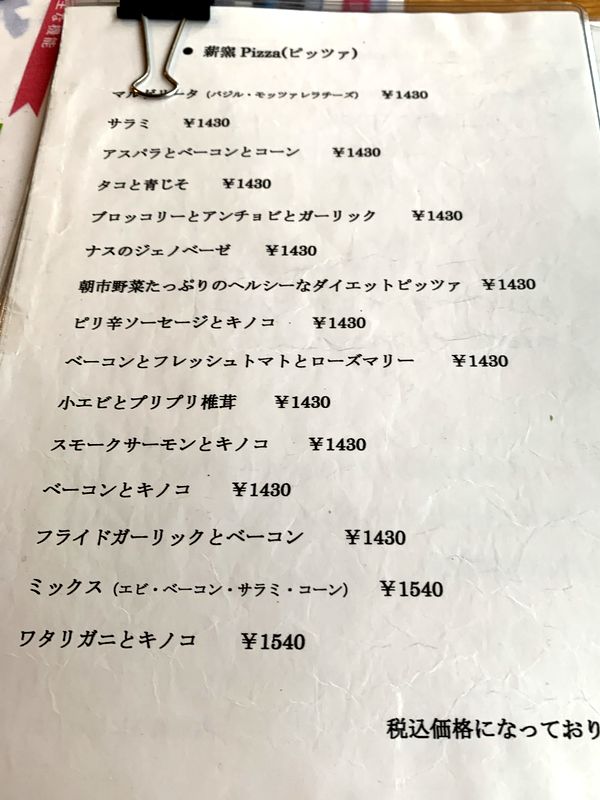 主な機能
● 薪窯 Pizza(ピッツァ)
マルゲリータ（バジル・モッツァレラチーズ） ￥1430
サラミ ￥1430
アスパラとベーコンとコーン ￥1430
タコと青じそ ￥1430
ブロッコリーとアンチョビとガーリック ￥1430
ナスのジェノベーゼ ￥1430
朝市野菜たっぷりのヘルシーなダイエットピッツァ ￥1430
ピリ辛ソーセージとキノコ ￥1430
ベーコンとフレッシュトマトとローズマリー ￥1430
小エビとプリプリ椎茸 ￥1430
スモークサーモンとキノコ ￥1430
ベーコンとキノコ ￥1430
フライドガーリックとベーコン ￥1430
ミックス（エビ・ベーコン・サラミ・コーン） ￥1540
ワタリガニとキノコ ￥1540
税込価格になっており